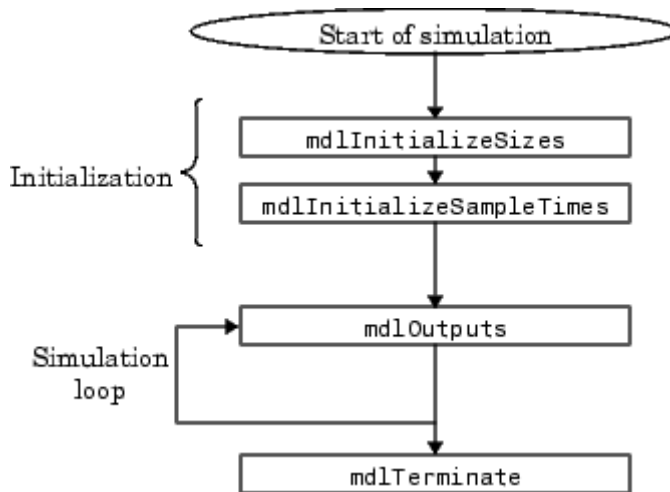 Start of simulation
mdlInitializeSizes
Initialization
mdlInitializeSampleTimes
mdlOutputs
Simulation
loop
mdlTerminate